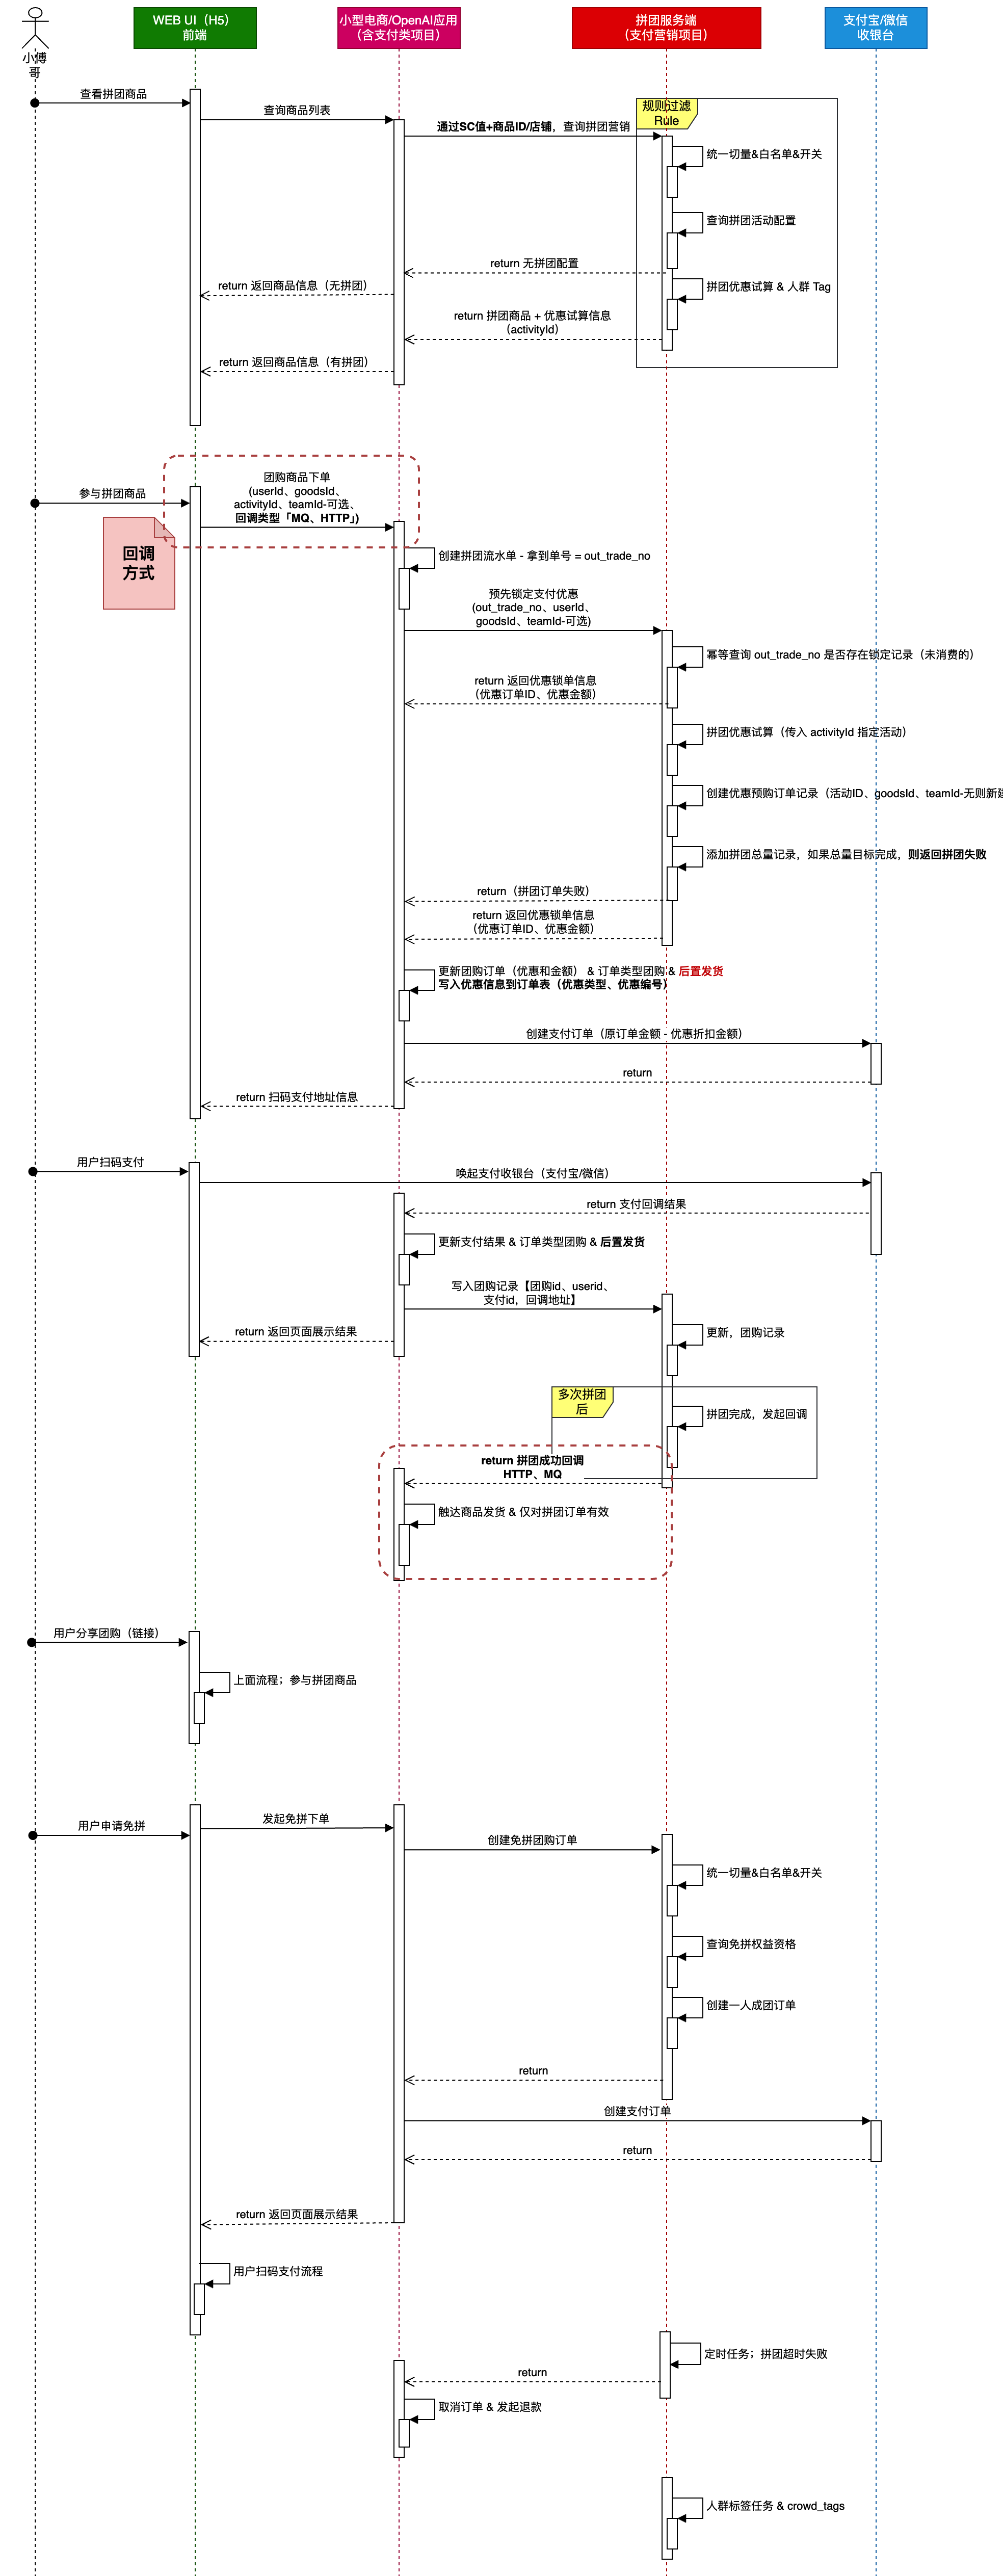 小傅
哥
WEB UI（H5）
前端
小型电商/OpenAI应用
（含支付类项目）
拼团服务端
（支付营销项目）
支付宝/微信
收银台
查看拼团商品
查询商品列表
规则过滤
Rule
通过SC值+商品ID/店铺，查询拼团营销
统一切量&白名单&开关
查询拼团活动配置
return 无拼团配置
return 返回商品信息（无拼团）
拼团优惠试算 & 人群 Tag
return 拼团商品 + 优惠试算信息
（activityId）
return 返回商品信息（有拼团）
参与拼团商品
团购商品下单
(userId、goodsId、
activityId、teamId-可选、
回调类型「MQ、HTTP」)
回调
方式
创建拼团流水单 - 拿到单号 = out_trade_no
预先锁定支付优惠
(out_trade_no、userId、
goodsId、teamId-可选)
幂等查询 out_trade_no 是否存在锁定记录（未消费的）
return 返回优惠锁单信息
（优惠订单ID、优惠金额）
拼团优惠试算（传入 activityId 指定活动）
创建优惠预购订单记录（活动ID、goodsId、teamId-无则新建
添加拼团总量记录，如果总量目标完成，则返回拼团失败
return（拼团订单失败）
return 返回优惠锁单信息
（优惠订单ID、优惠金额）
更新团购订单（优惠和金额） & 订单类型团购 & 后置发货
写入优惠信息到订单表（优惠类型、优惠编号）
创建支付订单（原订单金额 - 优惠折扣金额）
return
return 扫码支付地址信息
用户扫码支付
唤起支付收银台（支付宝/微信）
return 支付回调结果
更新支付结果 & 订单类型团购 & 后置发货
写入团购记录【团购id、userid、
支付id，回调地址】
return 返回页面展示结果
更新，团购记录
多次拼团
后
拼团完成，发起回调
return 拼团成功回调
HTTP、MQ
触达商品发货 & 仅对拼团订单有效
用户分享团购（链接）
上面流程；参与拼团商品
用户申请免拼
发起免拼下单
创建免拼团购订单
统一切量&白名单&开关
查询免拼权益资格
创建一人成团订单
return
创建支付订单
return
return 返回页面展示结果
用户扫码支付流程
定时任务；拼团超时失败
return
取消订单 & 发起退款
人群标签任务 & crowd_tags